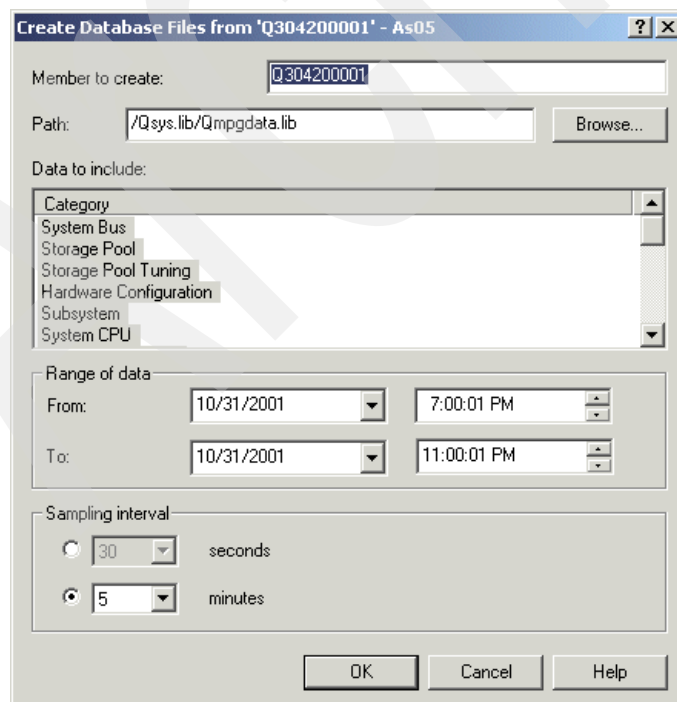 Create Database Files from 'Q304200001' - As05
Member to create: Q304200001
Path: /Qsys.lib/Qmpgdata.lib Browse...
Data to include:
Category
System Bus
Storage Pool
Storage Pool Tuning
Hardware Configuration
Subsystem
System CPU
Range of data
From: 10/31/2001 7:00:01 PM
To: 10/31/2001 11:00:01 PM
Sampling interval
30 seconds
5 minutes
OK Cancel Help